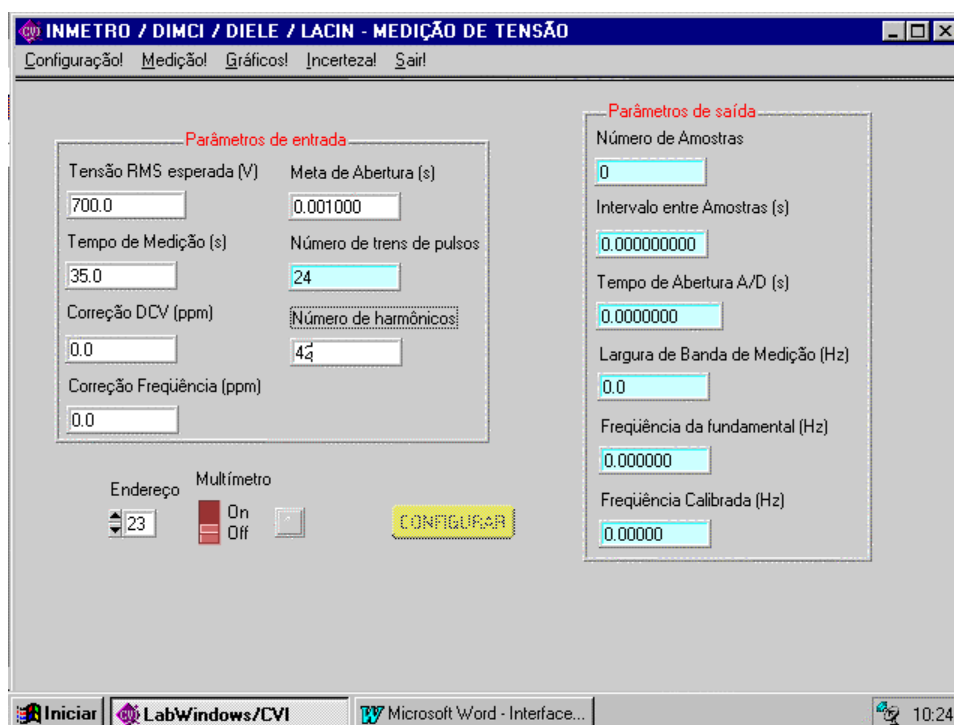 INMETRO / DIMCI / DIELE / LACIN - MEDIÇÃO DE TENSÃO
Configuração! Medição! Gráficos! Incerteza! Sair!
Parâmetros de entrada
Tensão RMS esperada (V)
700.0
Tempo de Medição (s)
35.0
Correção DCV (ppm)
0.0
Correção Freqüência (ppm)
0.0
Meta de Abertura (s)
0.001000
Número de trens de pulsos
24
Número de harmônicos
Endereço
23
Multímetro
On
Off
CONFIGURAR
Parâmetros de saída
Número de Amostras
0
Intervalo entre Amostras (s)
0.000000000
Tempo de Abertura A/D (s)
0.0000000
Largura de Banda de Medição (Hz)
0.0
Freqüência da fundamental (Hz)
0.000000
Freqüência Calibrada (Hz)
0.00000
Iniciar
CVI LabWindows/CVI
Microsoft Word - Interface...
10:24